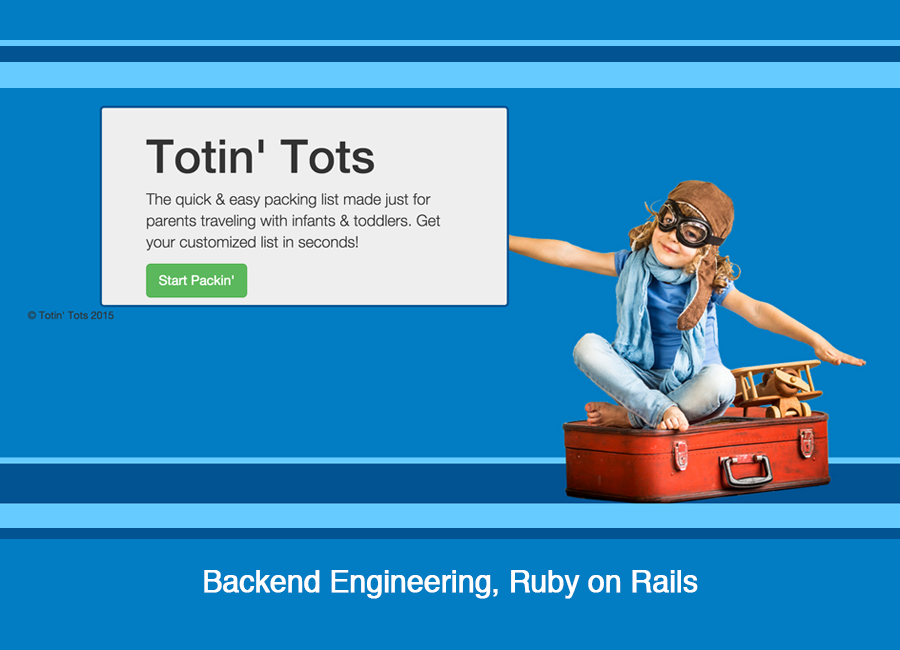 Totin' Tots
The quick & easy packing list made just for
parents traveling with infants & toddlers. Get
your customized list in seconds!
Start Packin'
© Totin' Tots 2015
Backend Engineering, Ruby on Rails